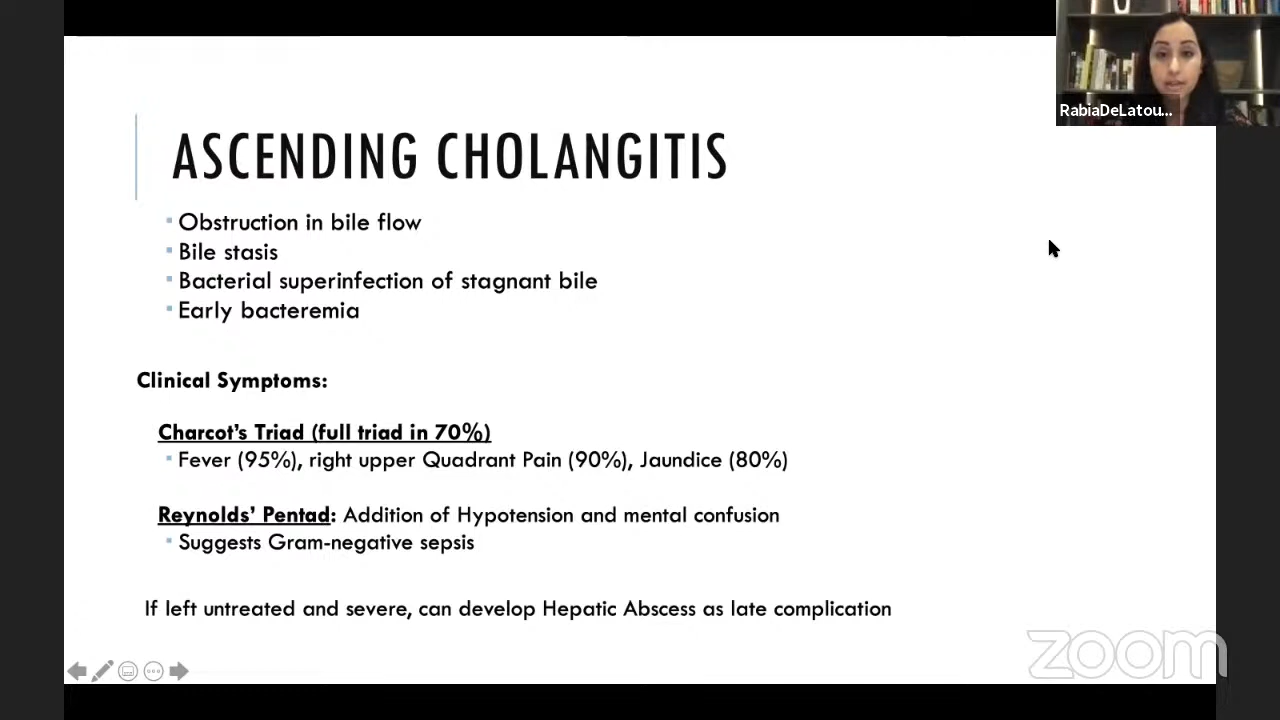 RabiaDeLatou...
ASCENDING CHOLANGITIS
Obstruction in bile flow
Bile stasis
Bacterial superinfection of stagnant bile
Early bacteremia
Clinical Symptoms:
Charcot's Triad (full triad in 70%)
Fever (95%), right upper Quadrant Pain (90%), Jaundice (80%)
Reynolds' Pentad: Addition of Hypotension and mental confusion
Suggests Gram-negative sepsis
If left untreated and severe, can develop Hepatic Abscess as late complication
zoom